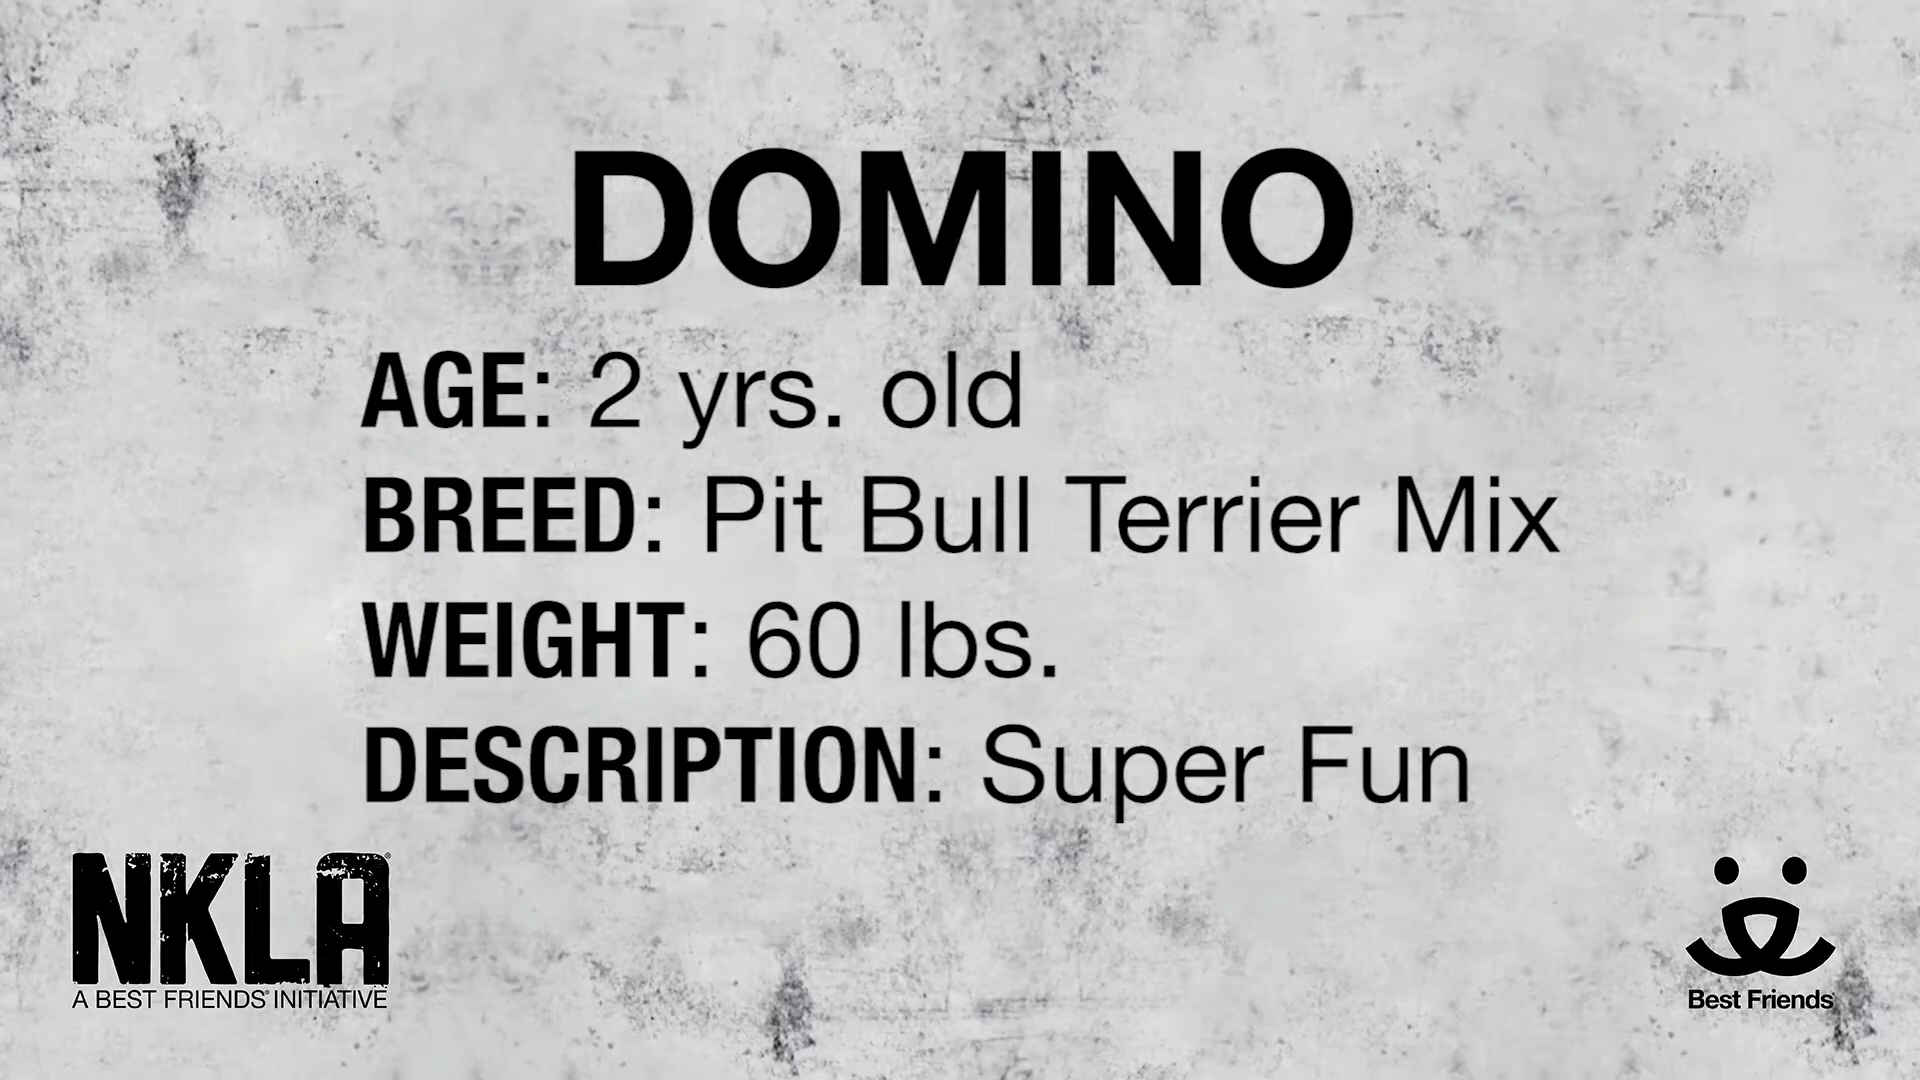 DOMINO
AGE: 2 yrs. old
BREED: Pit Bull Terrier Mix
WEIGHT: 60 lbs.
DESCRIPTION: Super Fun
NKLA®
A BEST FRIENDS® INITIATIVE
Best Friends